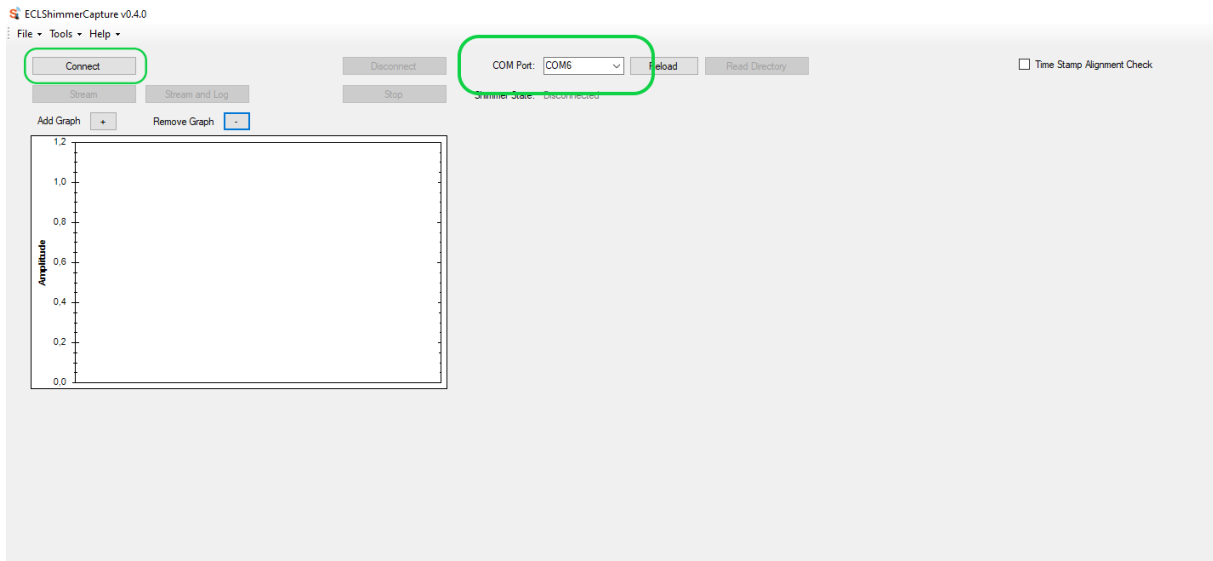 ECLShimmerCapture v0.4.0
File Tools Help
Connect Disconnect COM Port: COM6 Reload Read Directory Time Stamp Alignment Check
Stream Stream and Log Stop Shimmer State: Disconnected
Add Graph + Remove Graph -
1,2
1,0
0,8
Amplitude
0,6
0,4
0,2
0,0